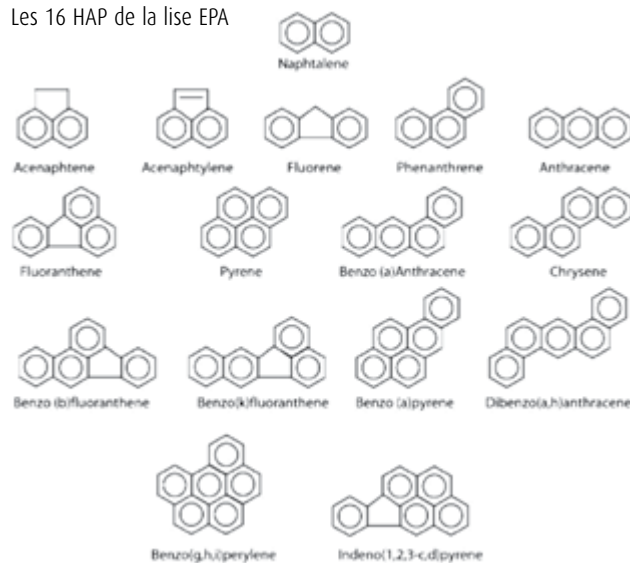 Les 16 HAP de la lise EPA
Naphtalene
Acenaphtene Acenaphtylene Fluorene Phenanthrene Anthracene
Fluoranthene Pyrene Benzo (a)Anthracene Chrysene
Benzo (b)fluoranthene Benzo(k)fluoranthene Benzo (a)pyrene Dibenzo(a,h)anthracene
Benzo(g,h,i)perylene Indeno(1,2,3-c,d)pyrene